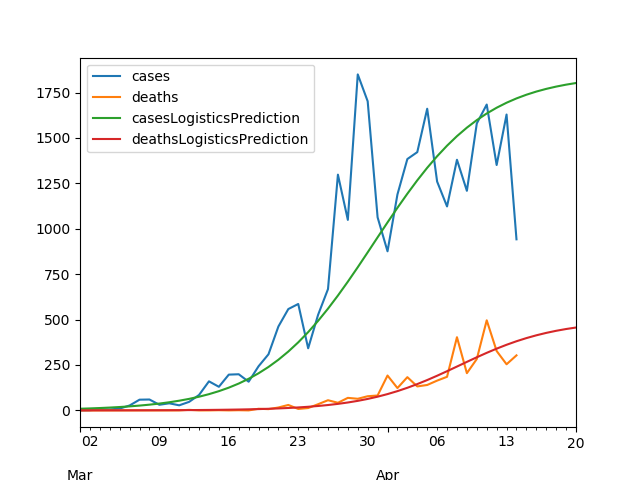 cases
deaths
casesLogisticsPrediction
deathsLogisticsPrediction
1750
1500
1250
1000
750
500
250
0
02 09 16 23 30 06 13 20
Mar Apr